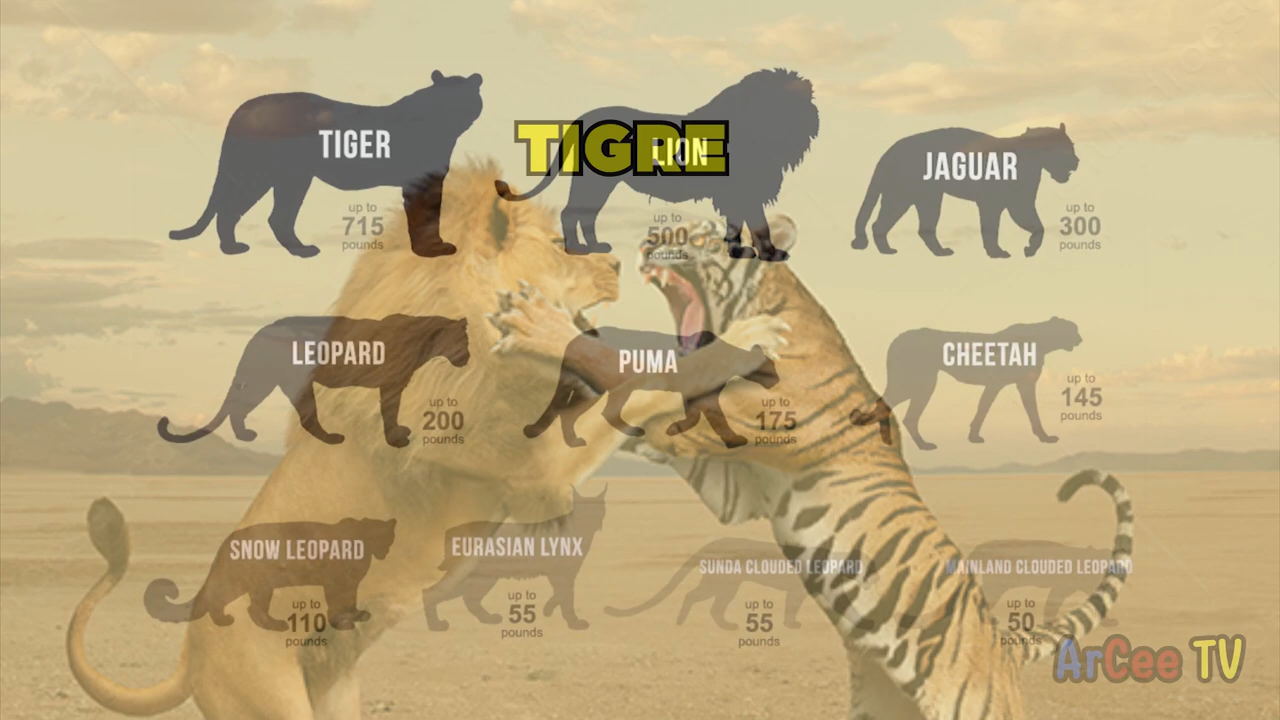 TIGER
TIGRE
LION
JAGUAR
up to
715
pounds
up to
500
pounds
up to
300
pounds
LEOPARD
PUMA
CHEETAH
up to
200
pounds
up to
175
pounds
up to
145
pounds
SNOW LEOPARD
EURASIAN LYNX
SUNDA CLOUDED LEOPARD
MAINLAND CLOUDED LEOPARD
up to
110
pounds
up to
55
pounds
up to
55
pounds
up to
50
pounds
ArCee TV